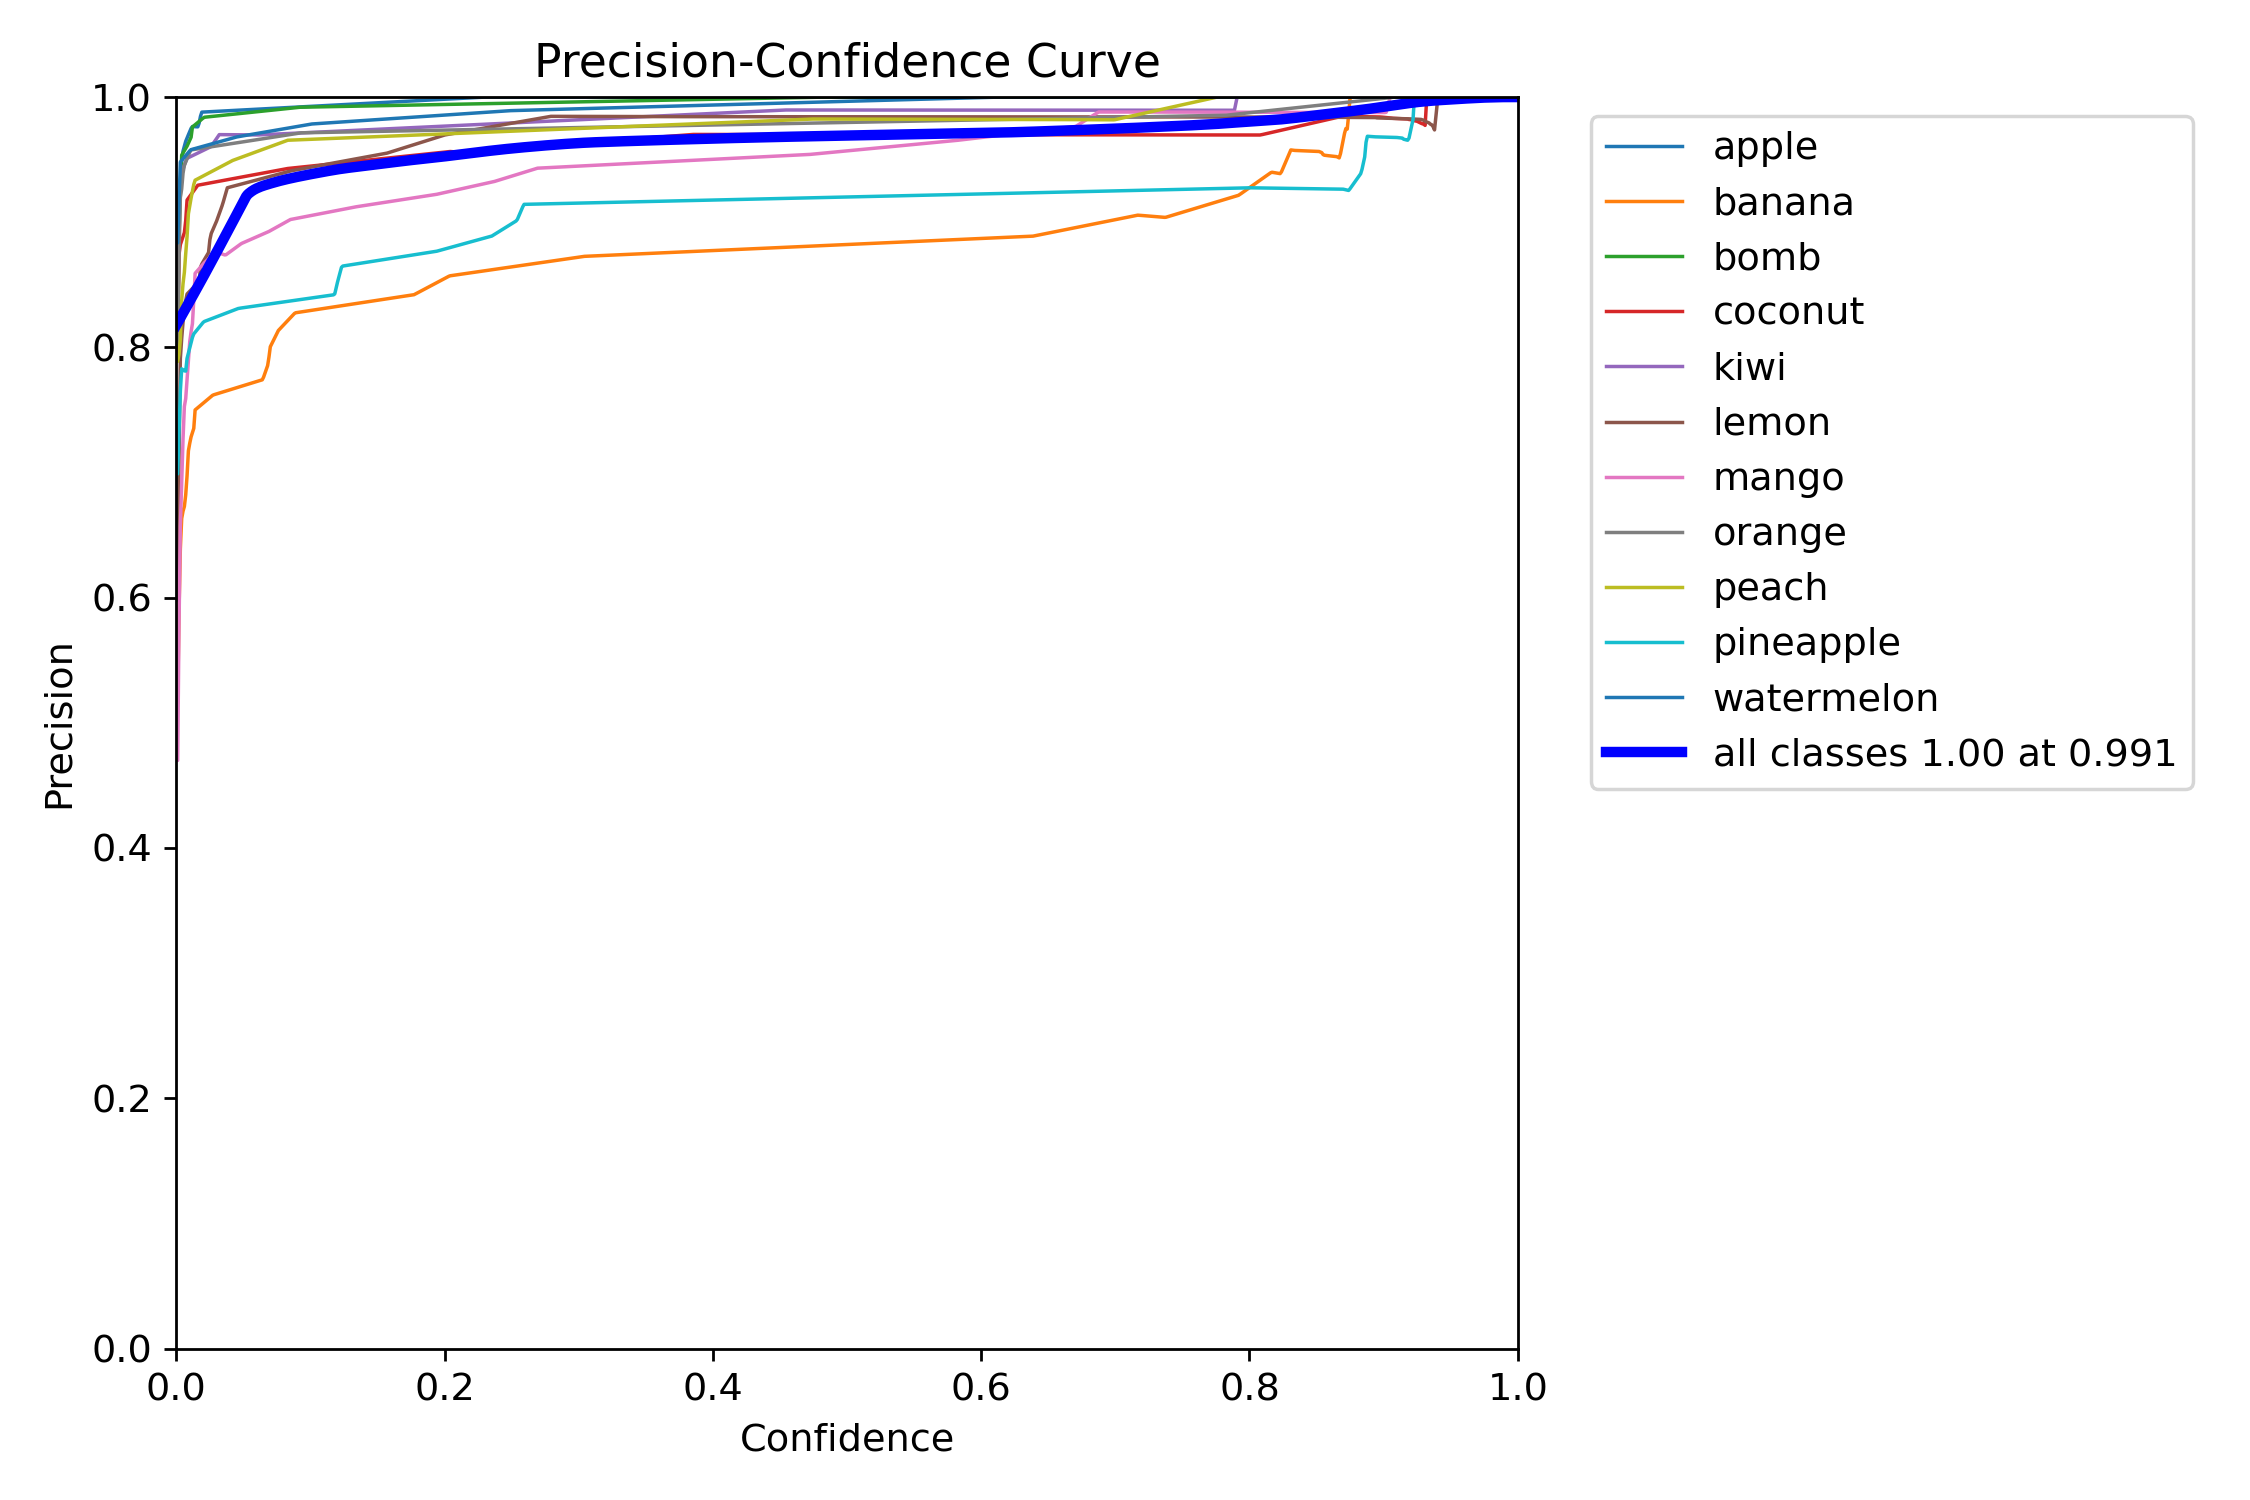 Precision-Confidence Curve
1.0
0.8
0.6
0.4
0.2
0.0
Precision
0.0 0.2 0.4 0.6 0.8 1.0
Confidence
apple
banana
bomb
coconut
kiwi
lemon
mango
orange
peach
pineapple
watermelon
all classes 1.00 at 0.991